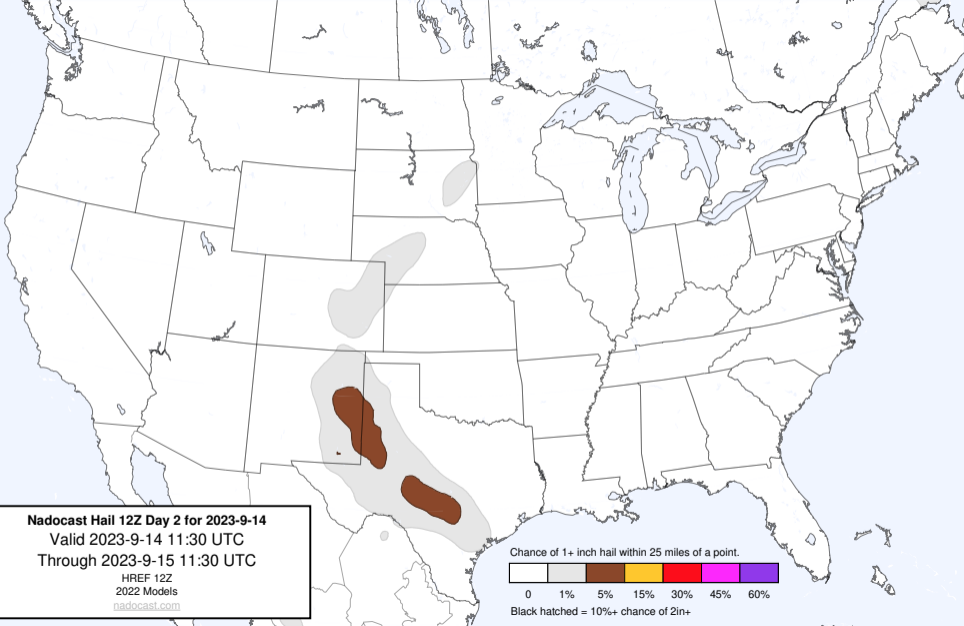 Nadocast Hail 12Z Day 2 for 2023-9-14
Valid 2023-9-14 11:30 UTC
Through 2023-9-15 11:30 UTC
HREF 12Z
2022 Models
nadocast.com
Chance of 1+ inch hail within 25 miles of a point.
0 1% 5% 15% 30% 45% 60%
Black hatched = 10%+ chance of 2in+